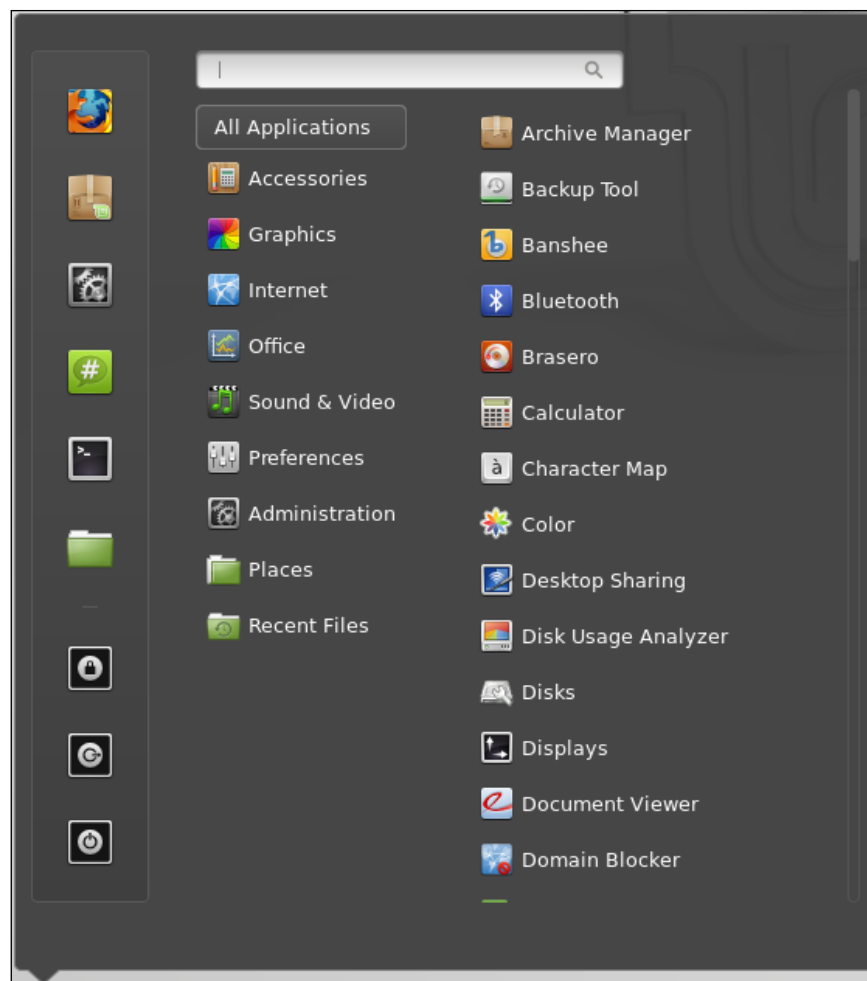 All Applications
Accessories
Graphics
Internet
Office
Sound & Video
Preferences
Administration
Places
Recent Files
Archive Manager
Backup Tool
Banshee
Bluetooth
Brasero
Calculator
Character Map
Color
Desktop Sharing
Disk Usage Analyzer
Disks
Displays
Document Viewer
Domain Blocker